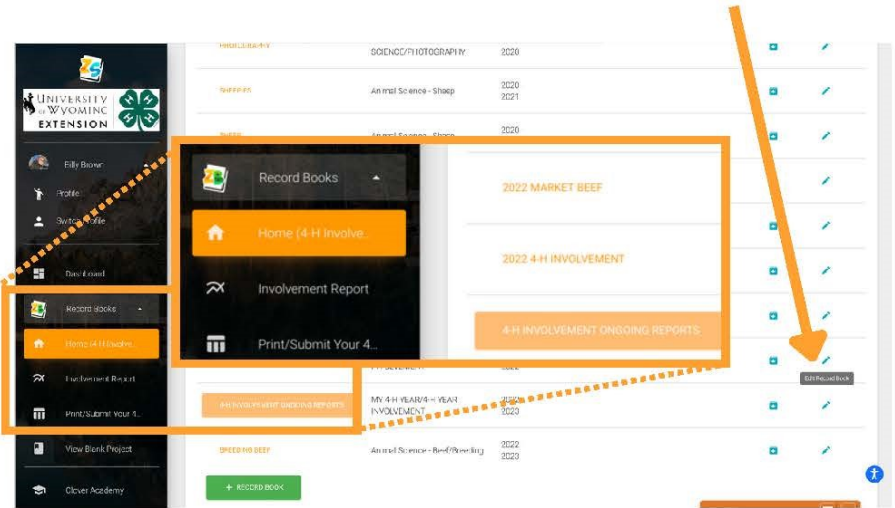 UNIVERSITY
OF WYOMING
EXTENSION
Billy Brown
Profile
Switch Profile
Dashboard
Record Books
Home (4-H Involve..
Involvement Report
Print/Submit Your 4..
View Blank Project
Clover Academy
PHOTOGRAPHY
SCIENCE/PHOTOGRAPHY
2020
Animal Science - Sheep
2020
2021
SHEEP
Animal Science - Sheep
2020
Record Books
Home (4-H Involve..
Involvement Report
Print/Submit Your 4...
2022 MARKET BEEF
2022 4-H INVOLVEMENT
4-H INVOLVEMENT ONGOING REPORTS
INVOLVEMENT
2022
Edit Record Book
4-H INVOLVEMENT ONGOING REPORTS
MY 4-H YEAR/4-H YEAR
INVOLVEMENT
2022
2023
BREEDING BEEF
Animal Science - Beef/Breeding
2022
2023
+ RECORD BOOK